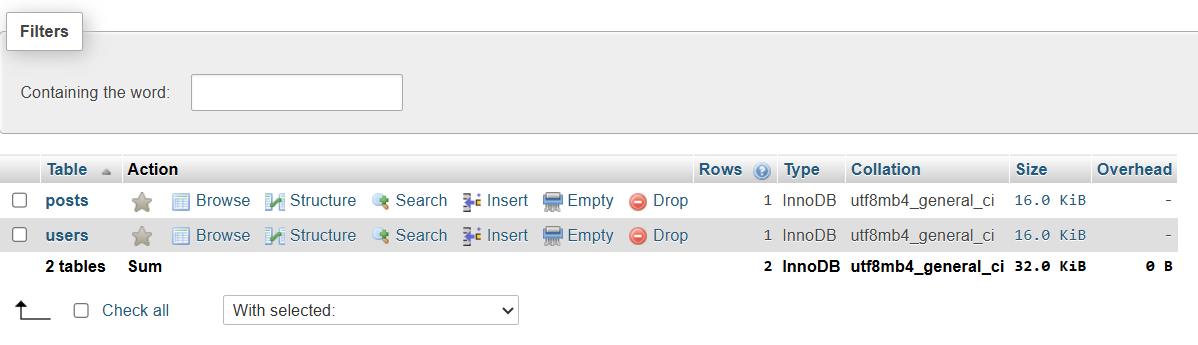 Filters
Containing the word:
Table Action Rows Type Collation Size Overhead
posts Browse Structure Search Insert Empty Drop 1 InnoDB utf8mb4_general_ci 16.0 KiB -
users Browse Structure Search Insert Empty Drop 1 InnoDB utf8mb4_general_ci 16.0 KiB -
2 tables Sum 2 InnoDB utf8mb4_general_ci 32.0 KiB 0 B
Check all With selected: